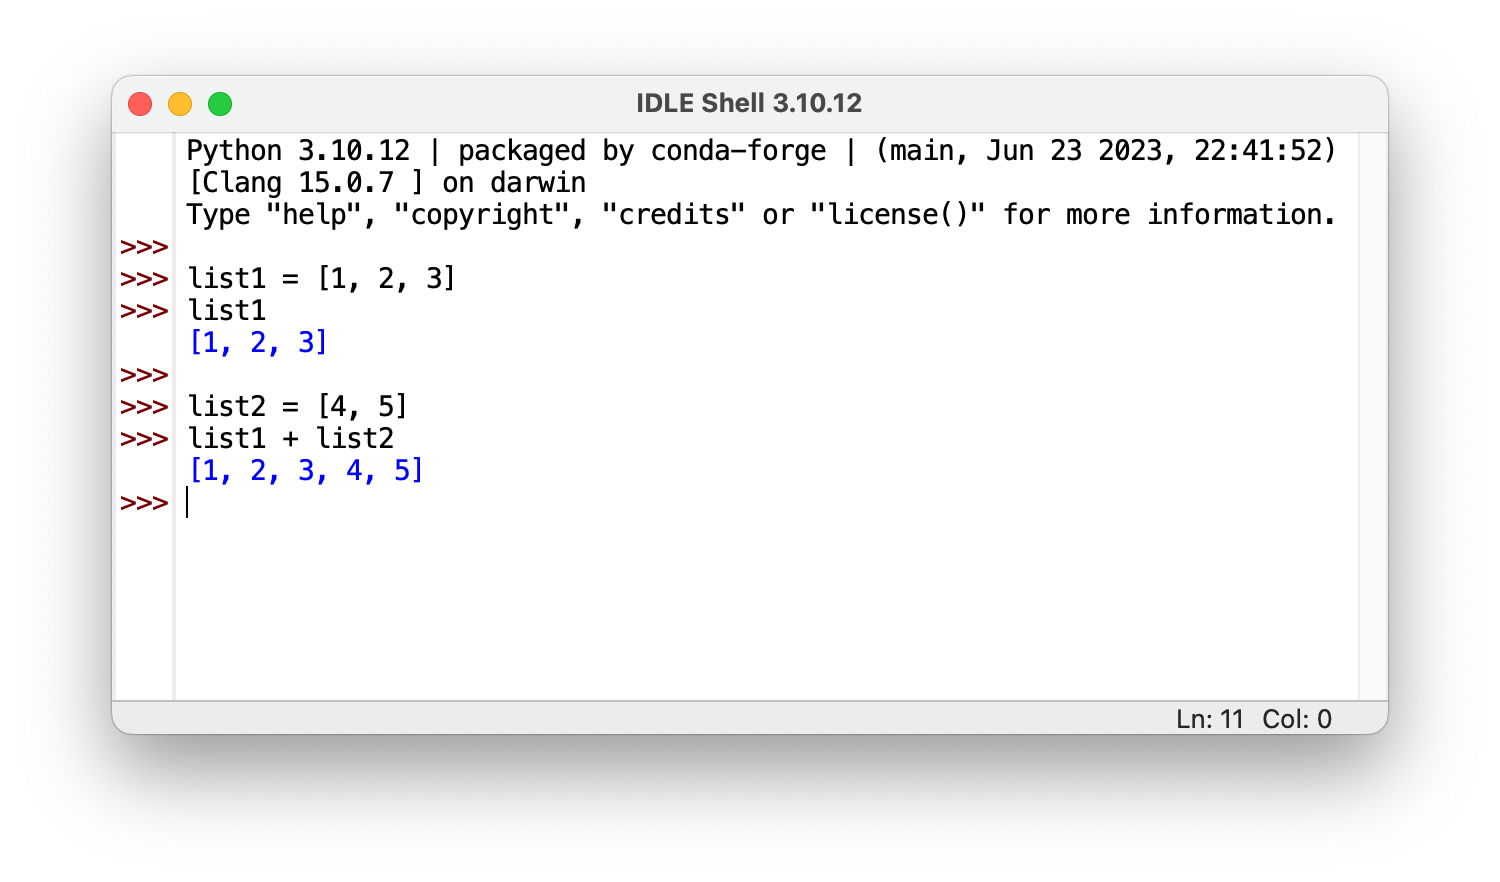 IDLE Shell 3.10.12
Python 3.10.12 | packaged by conda-forge | (main, Jun 23 2023, 22:41:52)
[Clang 15.0.7 ] on darwin
Type "help", "copyright", "credits" or "license()" for more information.
>>>
>>> list1 = [1, 2, 3]
>>> list1
[1, 2, 3]
>>>
>>> list2 = [4, 5]
>>> list1 + list2
[1, 2, 3, 4, 5]
>>>
Ln: 11 Col: 0